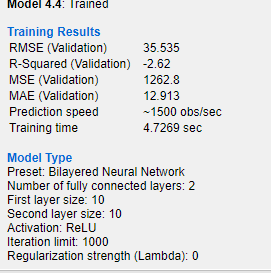 Model 4.4: Trained
Training Results
RMSE (Validation) 35.535
R-Squared (Validation) -2.62
MSE (Validation) 1262.8
MAE (Validation) 12.913
Prediction speed ~1500 obs/sec
Training time 4.7269 sec
Model Type
Preset: Bilayered Neural Network
Number of fully connected layers: 2
First layer size: 10
Second layer size: 10
Activation: ReLU
Iteration limit: 1000
Regularization strength (Lambda): 0